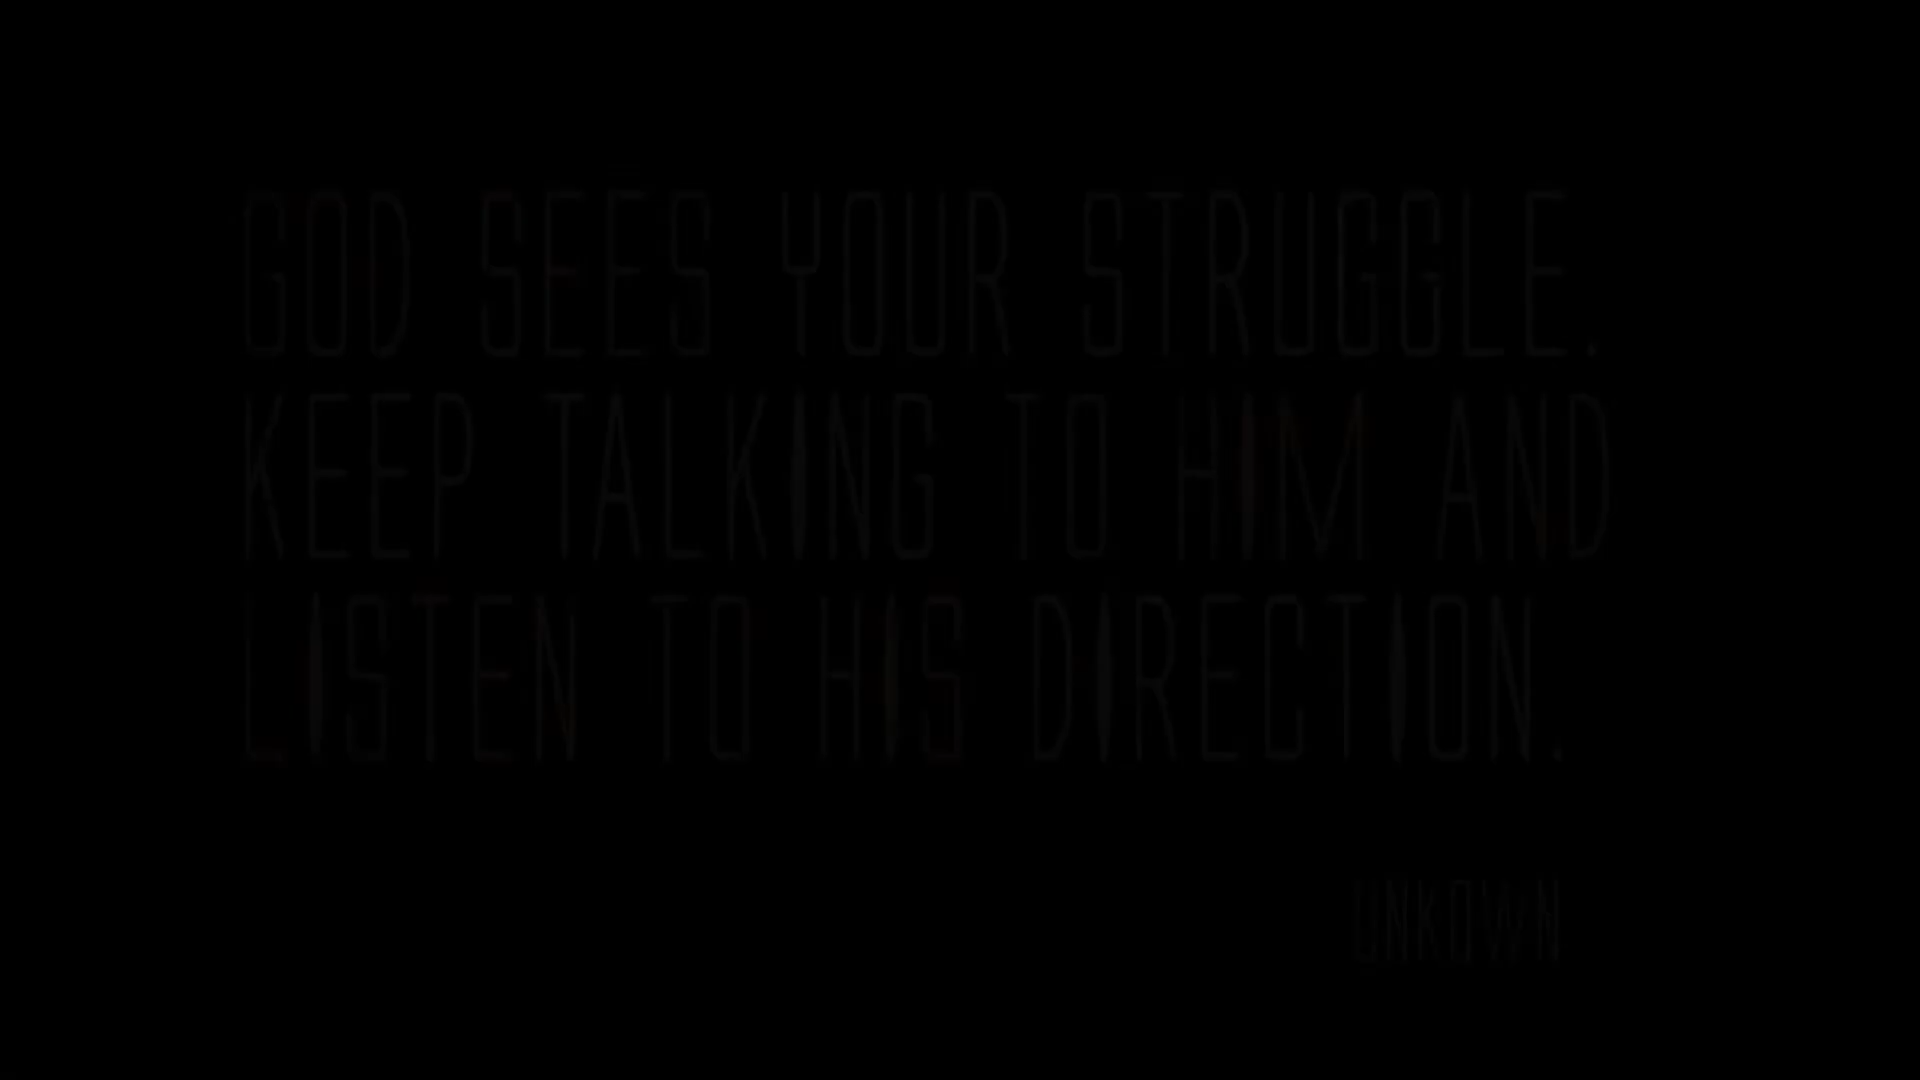 GOD SEES YOUR STRUGGLE.
KEEP TALKING TO HIM AND
LISTEN TO HIS DIRECTION.
UNKOWN